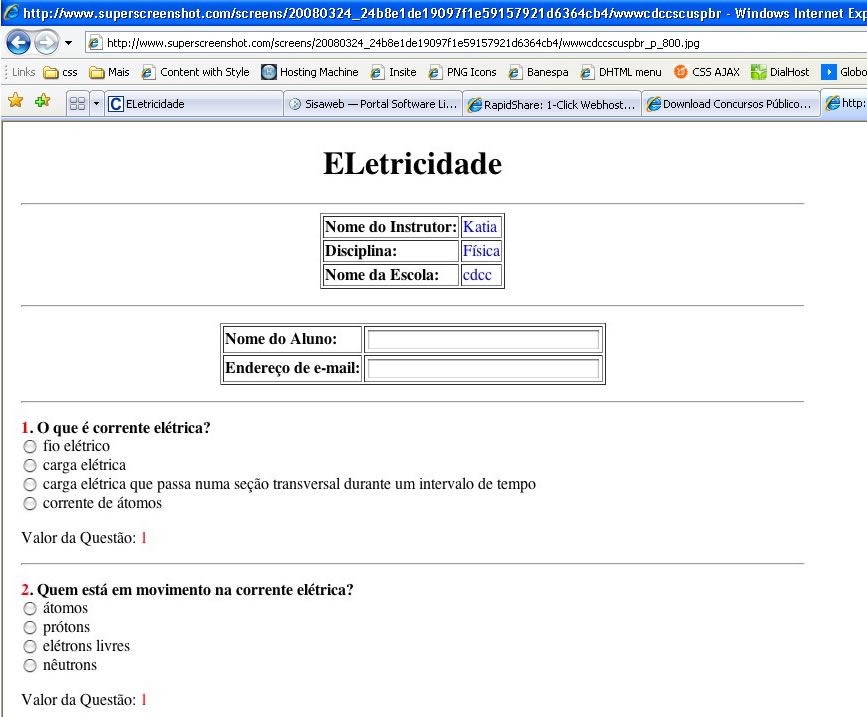 http://www.superscreenshot.com/screens/20080324_24b8e1de19097f1e59157921d6364cb4/wwwcdccscuspbr - Windows Internet Exp
http://www.superscreenshot.com/screens/20080324_24b8e1de19097f1e59157921d6364cb4/wwwcdccscuspbr_p_800.jpg
Links css Mais Content with Style Hosting Machine Insite PNG Icons Banespa DHTML menu CSS AJAX DialHost Globo
ELetricidade Sisaweb — Portal Software Li... RapidShare: 1-Click Webhost... Download Concursos Público... http:
ELetricidade
Nome do Instrutor: Katia
Disciplina: Física
Nome da Escola: cdcc
Nome do Aluno:
Endereço de e-mail:
1. O que é corrente elétrica?
fio elétrico
carga elétrica
carga elétrica que passa numa seção transversal durante um intervalo de tempo
corrente de átomos
Valor da Questão: 1
2. Quem está em movimento na corrente elétrica?
átomos
prótons
elétrons livres
nêutrons
Valor da Questão: 1